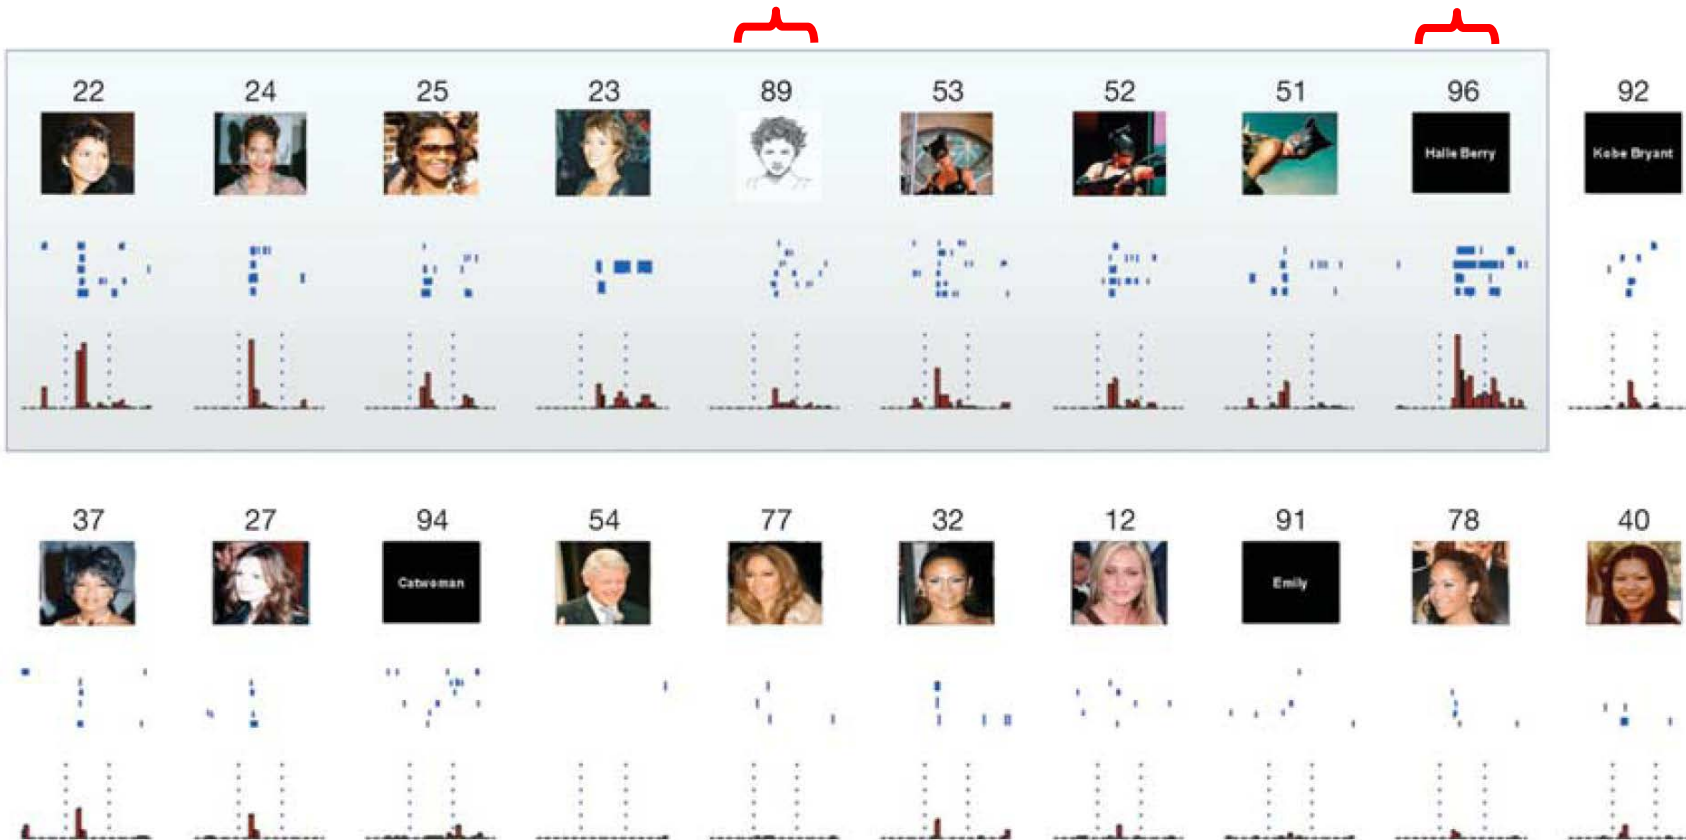 22 24 25 23 89 53 52 51 96 92
Halle Berry
Kobe Bryant
37 27 94 54 77 32 12 91 78 40
Catwoman
Emily